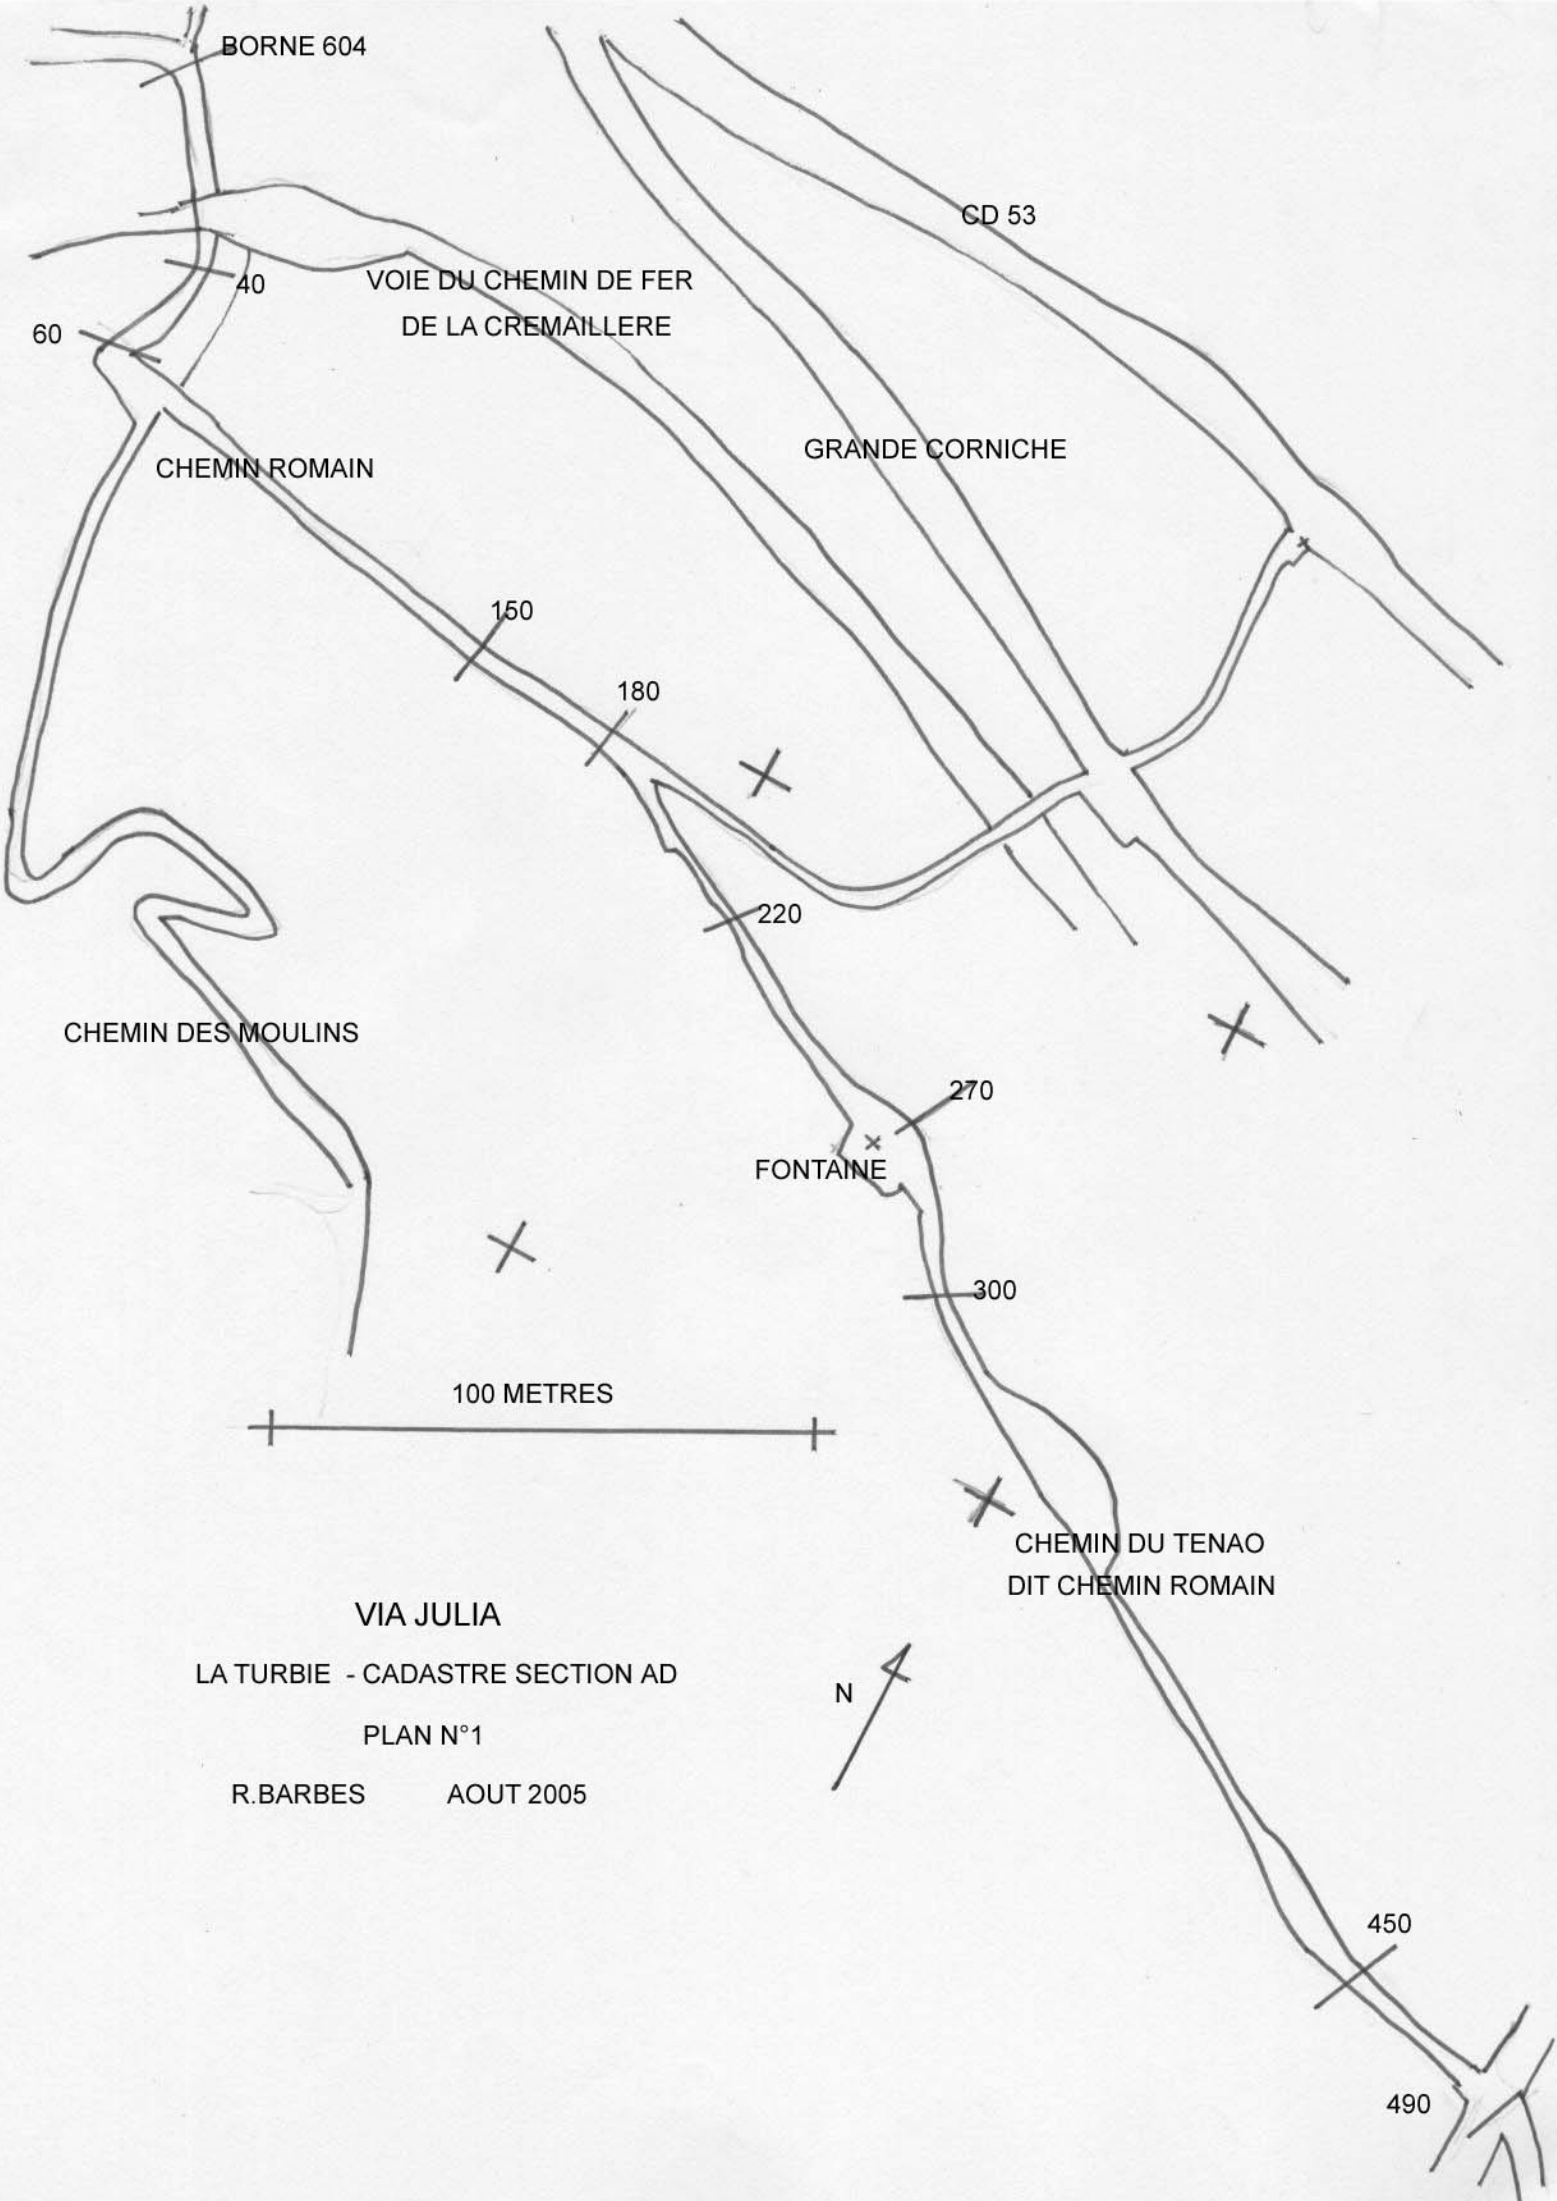 BORNE 604
CD 53
40
VOIE DU CHEMIN DE FER
DE LA CREMAILLERE
60
GRANDE CORNICHE
CHEMIN ROMAIN
150
180
220
CHEMIN DES MOULINS
270
FONTAINE
300
100 METRES
CHEMIN DU TENAO
DIT CHEMIN ROMAIN
VIA JULIA
LA TURBIE - CADASTRE SECTION AD
N
PLAN N°1
R.BARBES AOUT 2005
450
490